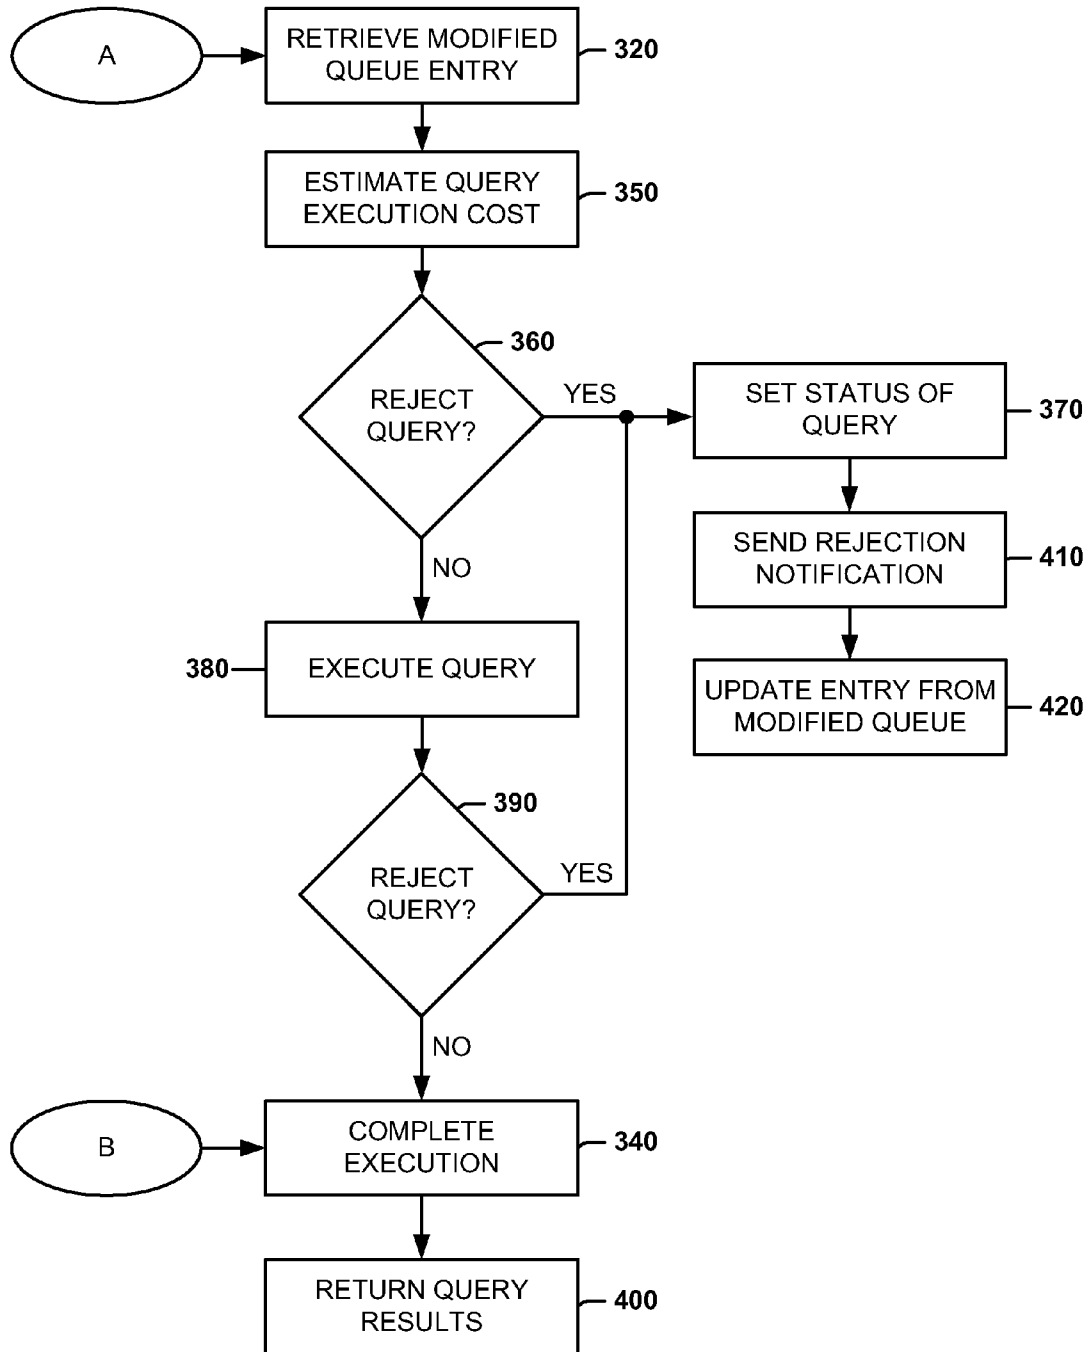 A
RETRIEVE MODIFIED
QUEUE ENTRY
320
ESTIMATE QUERY
EXECUTION COST
350
360
REJECT
QUERY?
YES
SET STATUS OF
QUERY
370
NO
SEND REJECTION
NOTIFICATION
410
380
EXECUTE QUERY
UPDATE ENTRY FROM
MODIFIED QUEUE
420
390
REJECT
QUERY?
YES
NO
B
COMPLETE
EXECUTION
340
RETURN QUERY
RESULTS
400